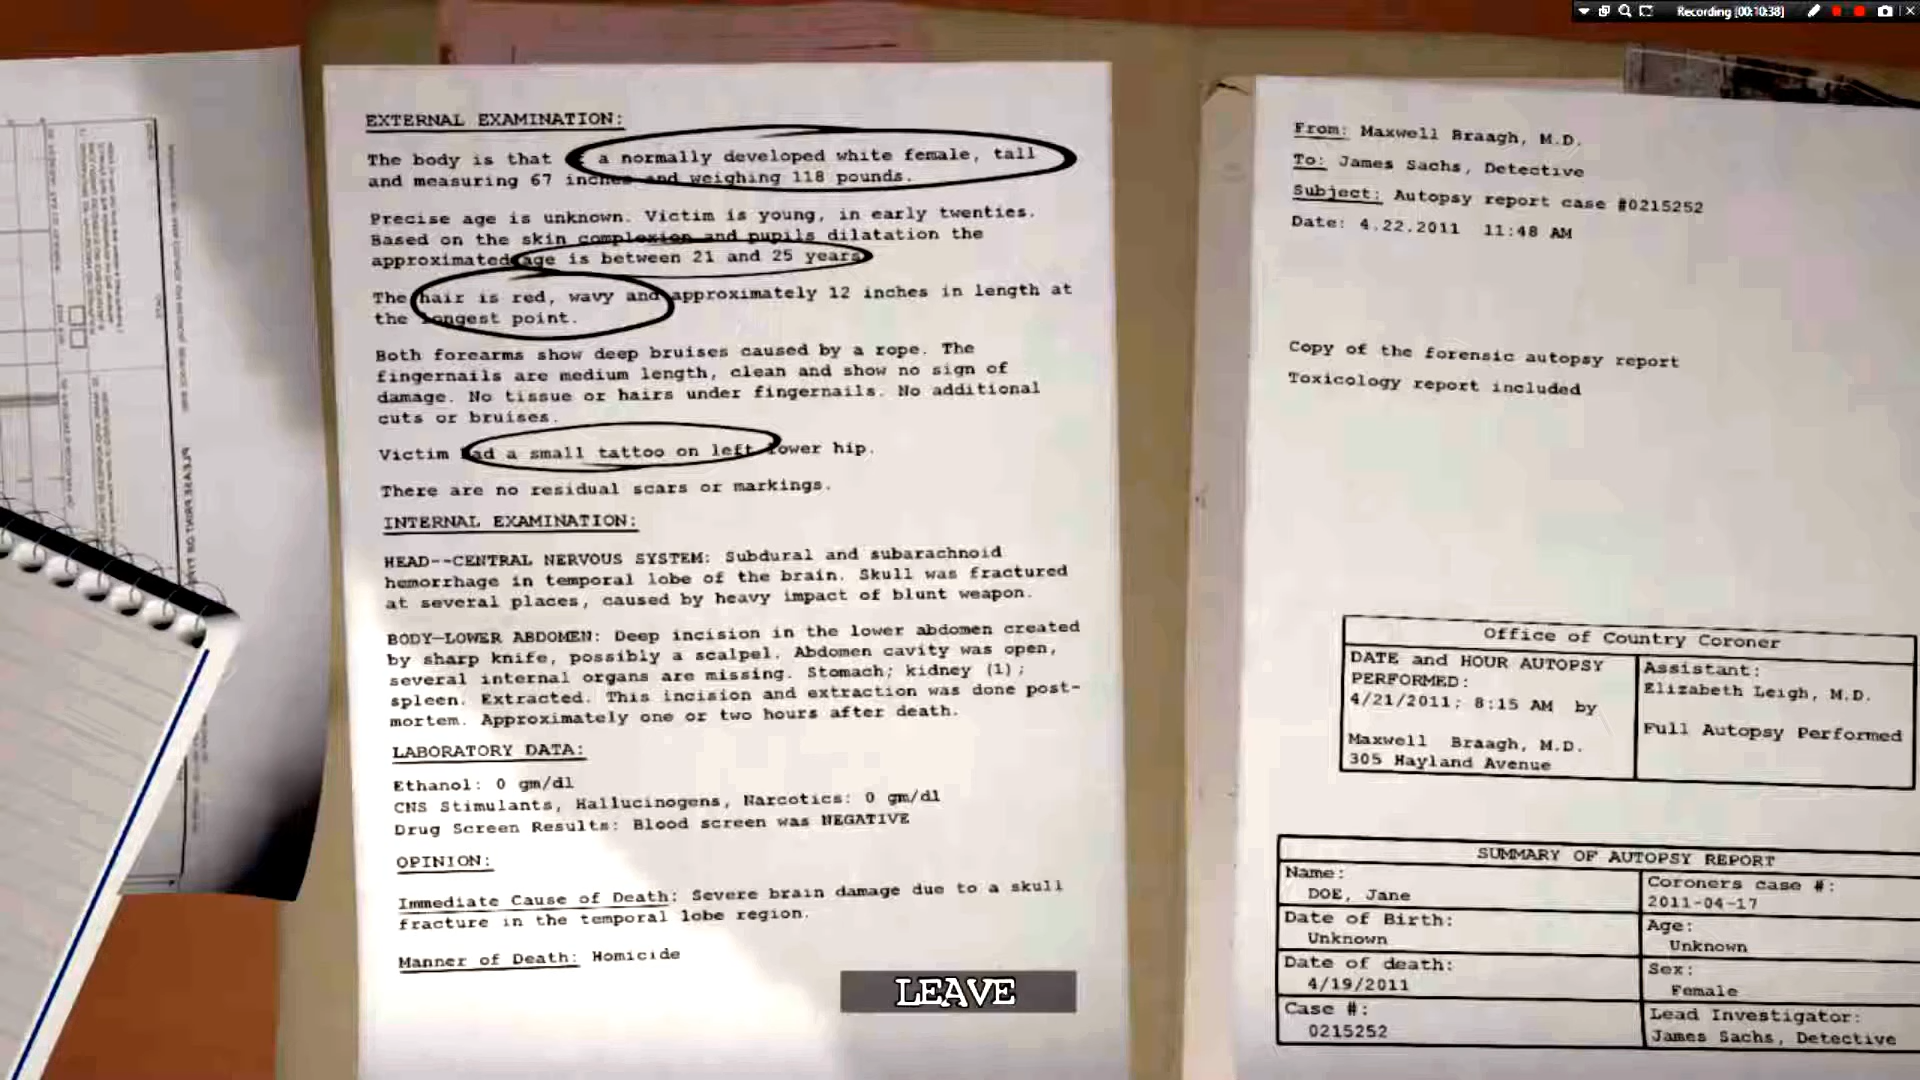 Recording [00:10:38]
EXTERNAL EXAMINATION:
The body is that a normally developed white female, tall
and measuring 67 inches and weighing 118 pounds.
Precise age is unknown. Victim is young, in early twenties.
Based on the skin complexion and pupils dilatation the
approximated age is between 21 and 25 years
The hair is red, wavy and approximately 12 inches in length at
the longest point.
Both forearms show deep bruises caused by a rope. The
fingernails are medium length, clean and show no sign of
damage. No tissue or hairs under fingernails. No additional
cuts or bruises.
Victim had a small tattoo on left lower hip.
There are no residual scars or markings.
INTERNAL EXAMINATION:
HEAD--CENTRAL NERVOUS SYSTEM: Subdural and subarachnoid
hemorrhage in temporal lobe of the brain. Skull was fractured
at several places, caused by heavy impact of blunt weapon.
BODY—LOWER ABDOMEN: Deep incision in the lower abdomen created
by sharp knife, possibly a scalpel. Abdomen cavity was open,
several internal organs are missing. Stomach; kidney (1);
spleen. Extracted. This incision and extraction was done post-
mortem. Approximately one or two hours after death.
LABORATORY DATA:
Ethanol: 0 gm/dl
CNS Stimulants, Hallucinogens, Narcotics: 0 gm/dl
Drug Screen Results: Blood screen was NEGATIVE
OPINION:
Immediate Cause of Death: Severe brain damage due to a skull
fracture in the temporal lobe region.
Manner of Death: Homicide
LEAVE
From: Maxwell Braagh, M.D.
To: James Sachs, Detective
Subject: Autopsy report case #0215252
Date: 4.22.2011 11:48 AM
Copy of the forensic autopsy report
Toxicology report included
Office of Country Coroner
DATE and HOUR AUTOPSY
PERFORMED:
4/21/2011; 8:15 AM by
Maxwell Braagh, M.D.
305 Hayland Avenue
Assistant:
Elizabeth Leigh, M.D.
Full Autopsy Performed
SUMMARY OF AUTOPSY REPORT
Name:
DOE, Jane
Coroners case #:
2011-04-17
Date of Birth:
Unknown
Age:
Unknown
Date of death:
4/19/2011
Sex:
Female
Case #:
0215252
Lead Investigator:
James Sachs, Detective
PLEASE PRINT OR TYPE